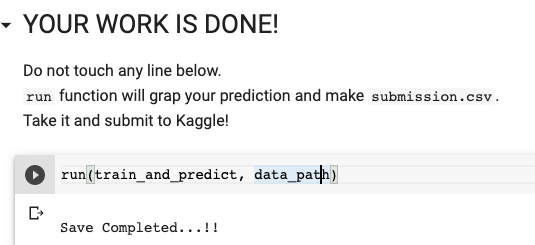 YOUR WORK IS DONE!
Do not touch any line below.
run function will grap your prediction and make submission.csv.
Take it and submit to Kaggle!
run(train_and_predict, data_path)
Save Completed...!!